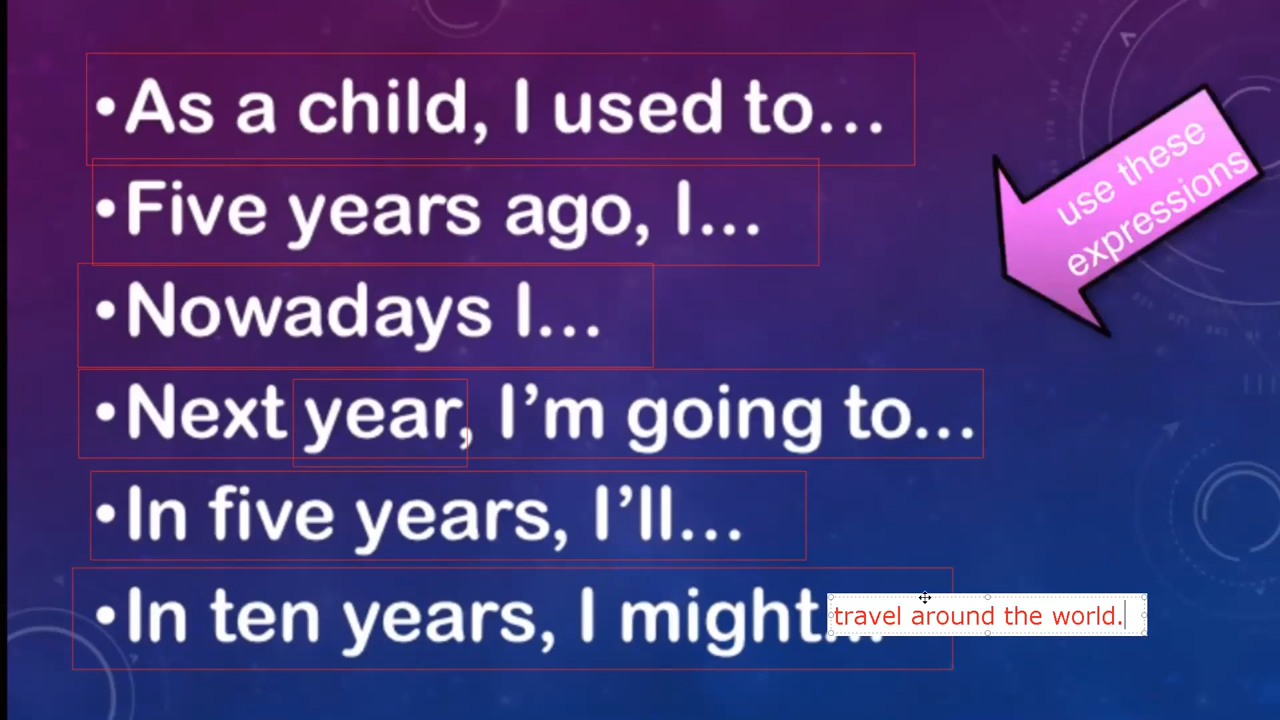 •As a child, I used to...
•Five years ago, I...
•Nowadays I...
•Next year, I’m going to...
•In five years, I’ll...
•In ten years, I might... travel around the world.
use these
expressions